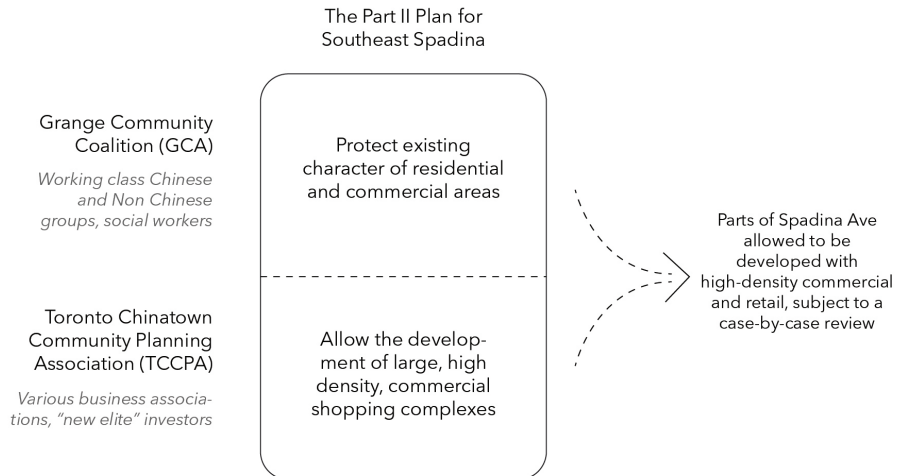 The Part II Plan for
Southeast Spadina
Grange Community
Coalition (GCA)
Working class Chinese
and Non Chinese
groups, social workers
Protect existing
character of residential
and commercial areas
Toronto Chinatown
Community Planning
Association (TCCPA)
Various business associa-
tions, “new elite” investors
Allow the develop-
ment of large, high
density, commercial
shopping complexes
Parts of Spadina Ave
allowed to be
developed with
high-density commercial
and retail, subject to a
case-by-case review